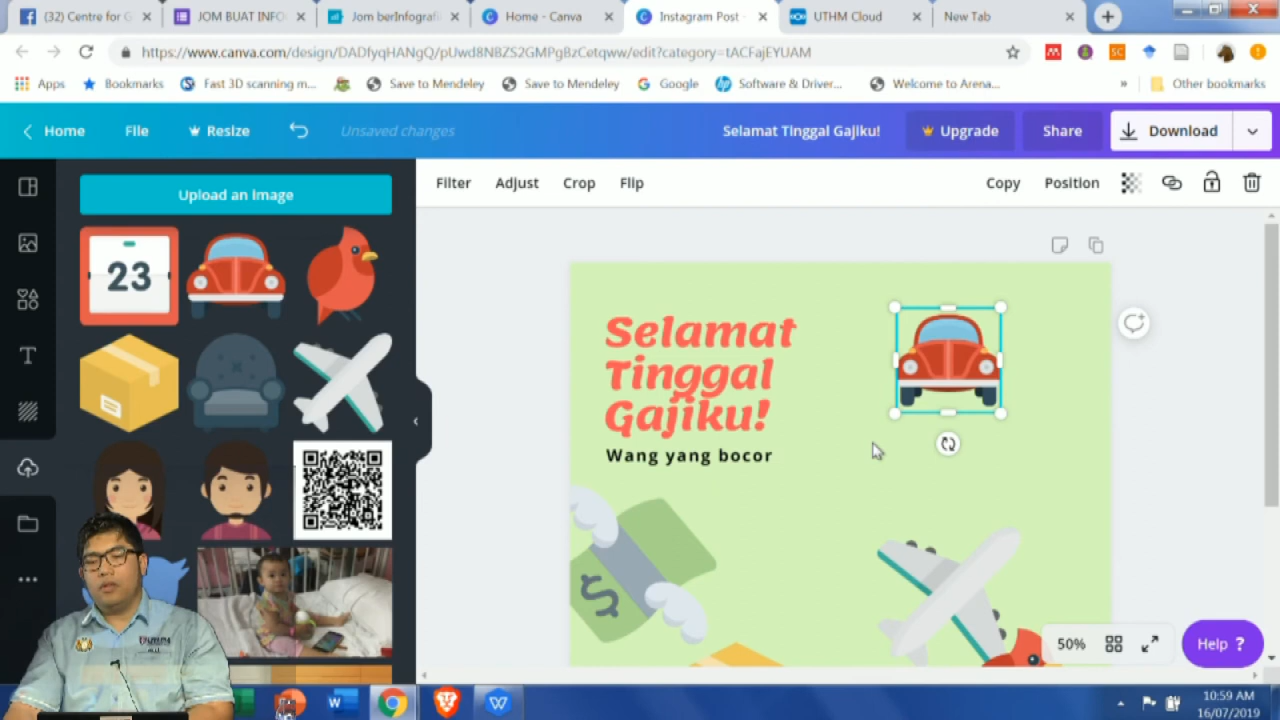 (32) Centre for G
JOM BUAT INFO
Jom berInfografi
Home - Canva
Instagram Post -
UTHM Cloud
New Tab
https://www.canva.com/design/DADfyqHANgQ/pUwd8NBZS2GMPgBzCetqww/edit?category=tACFajEYUAM
Apps
Bookmarks
Fast 3D scanning m...
Save to Mendeley
Save to Mendeley
Google
Software & Driver...
Welcome to Arena...
»
Other bookmarks
Home
File
Resize
Unsaved changes
Selamat Tinggal Gajiku!
Upgrade
Share
Download
Upload an Image
Filter
Adjust
Crop
Flip
Copy
Position
23
Selamat
Tinggal
Gajiku!
Wang yang bocor
$
50%
Help ?
10:59 AM
16/07/2019